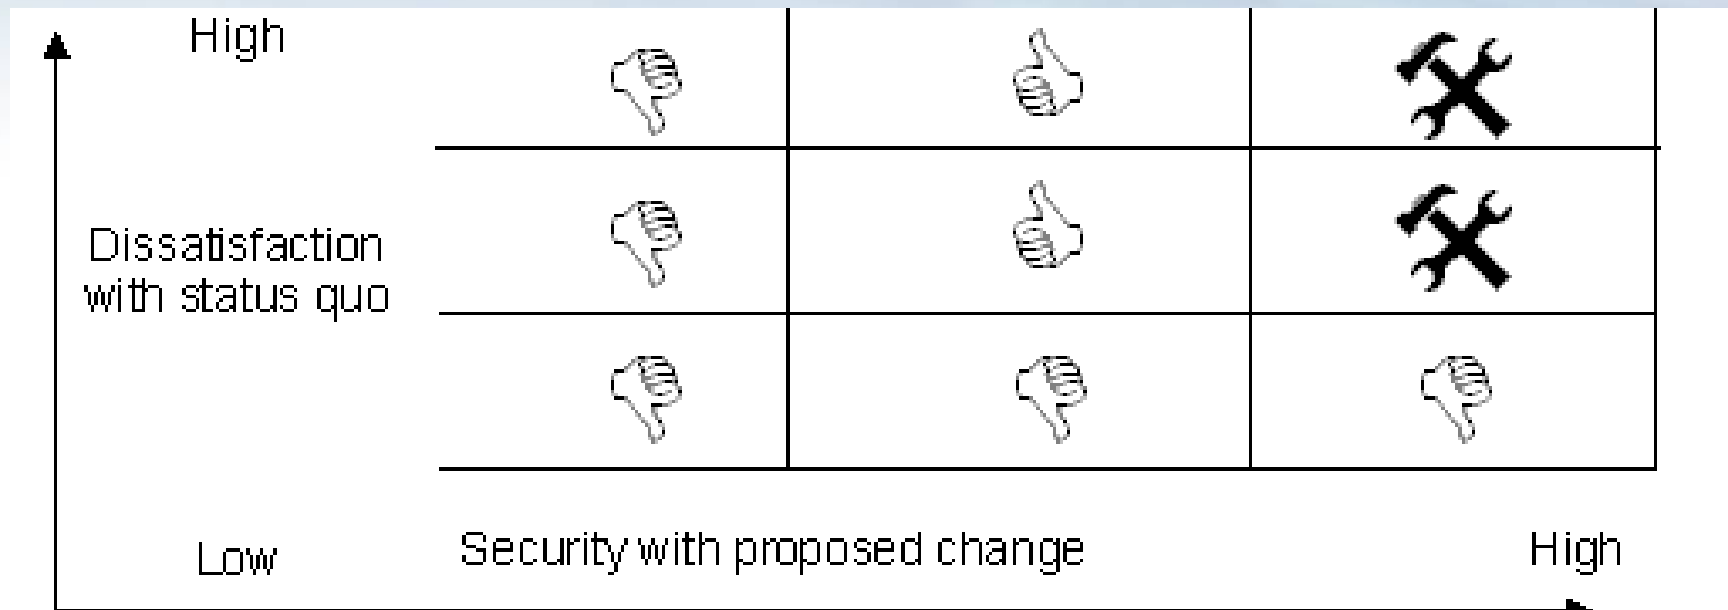 High
Dissatisfaction
with status quo
Low
Security with proposed change
High